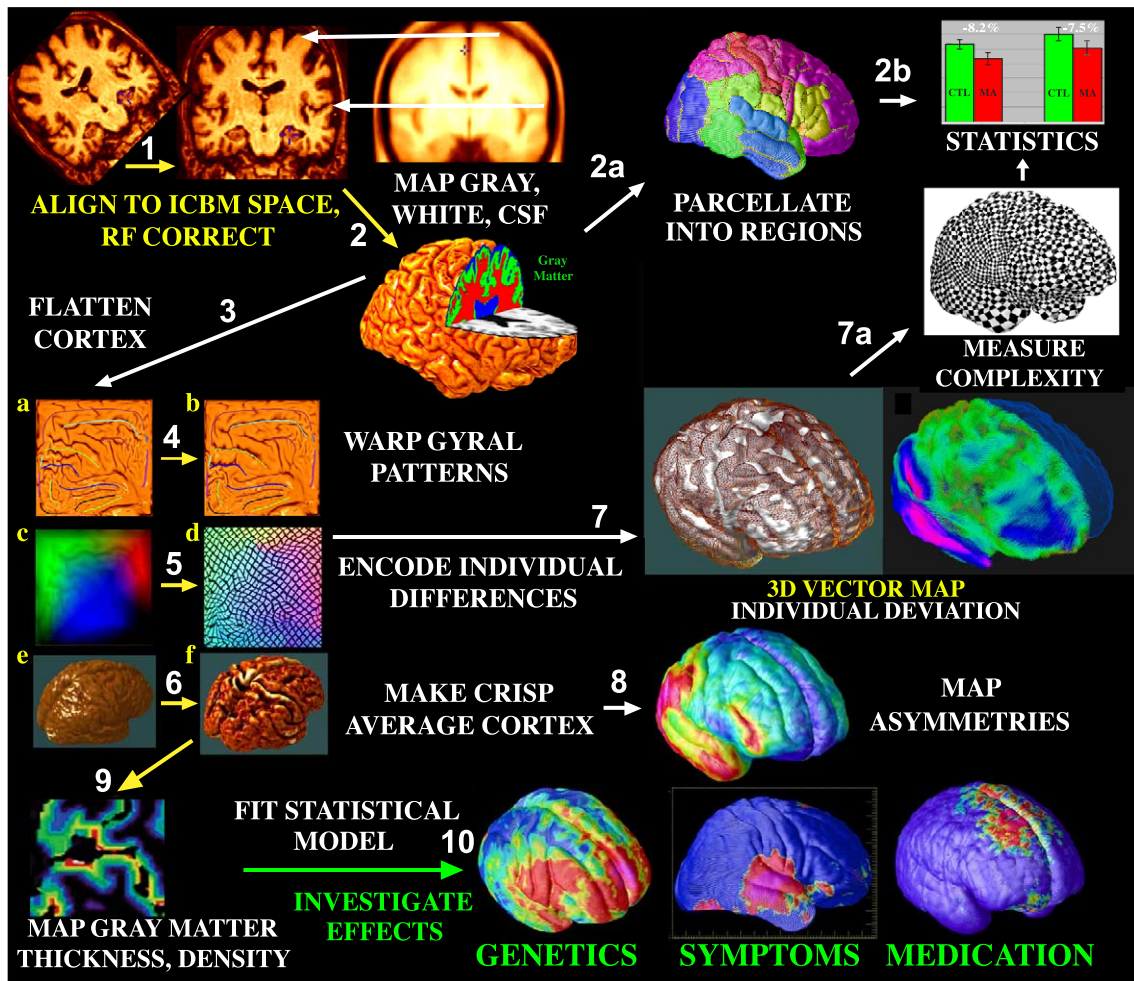 1
ALIGN TO ICBM SPACE,
RF CORRECT
MAP GRAY,
WHITE, CSF
2
Gray
Matter
2a
PARCELLATE
INTO REGIONS
2b
-8.2%
-7.5%
CTL
MA
CTL
MA
STATISTICS
MEASURE
COMPLEXITY
7a
FLATTEN
CORTEX
3
a
b
4
WARP GYRAL
PATTERNS
c
d
5
7
ENCODE INDIVIDUAL
DIFFERENCES
3D VECTOR MAP
INDIVIDUAL DEVIATION
e
f
6
MAKE CRISP
AVERAGE CORTEX
8
MAP
ASYMMETRIES
9
MAP GRAY MATTER
THICKNESS, DENSITY
FIT STATISTICAL
MODEL
10
INVESTIGATE
EFFECTS
GENETICS
SYMPTOMS
MEDICATION